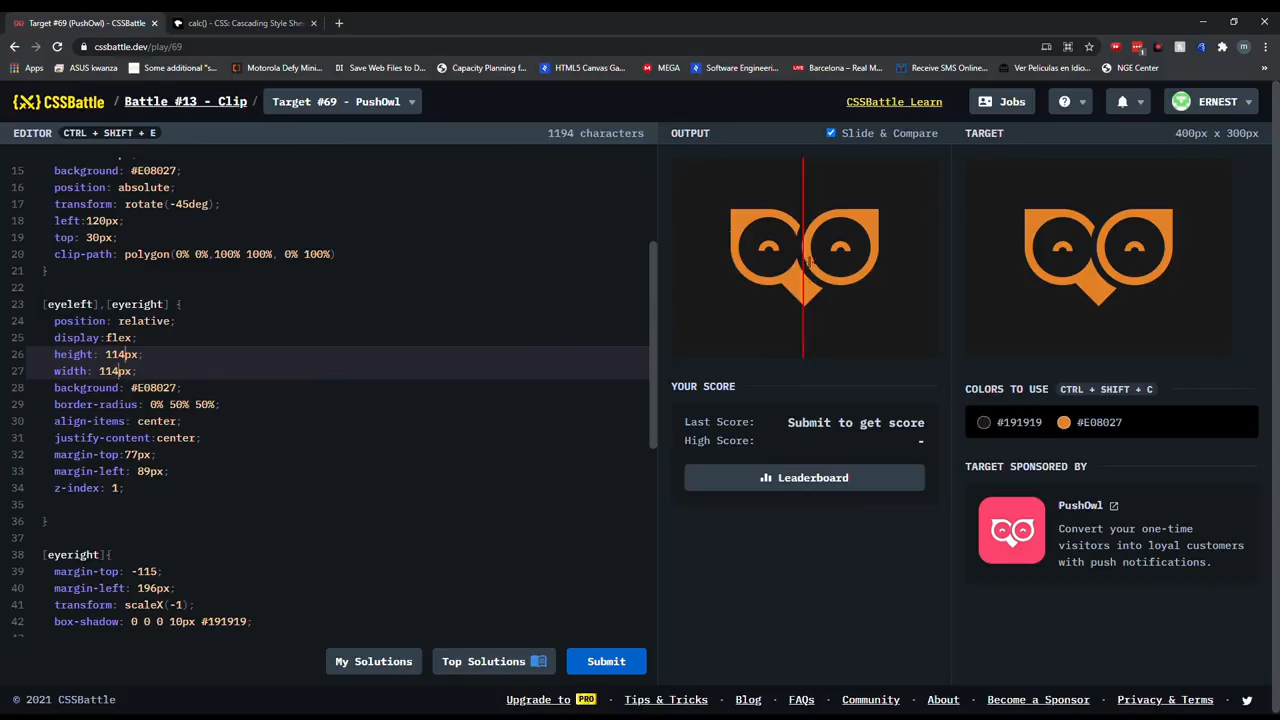 Target #69 (PushOwl) - CSSBattle
calc() - CSS: Cascading Style She
cssbattle.dev/play/69
m
Apps
ASUS kwanza
Some additional "s...
Motorola Defy Mini...
DI Save Web Files to D...
Capacity Planning f...
HTML5 Canvas Ga...
MEGA
Software Engineeri...
LIVE Barcelona – Real M...
Receive SMS Online...
Ver Peliculas en Idio...
NGE Center
»
CSSBattle / Battle #13 - Clip / Target #69 - PushOwl
CSSBattle Learn
Jobs
ERNEST
EDITOR CTRL + SHIFT + E
1194 characters
OUTPUT
Slide & Compare
TARGET
400px x 300px
15 background: #E08027;
16 position: absolute;
17 transform: rotate(-45deg);
18 left:120px;
19 top: 30px;
20 clip-path: polygon(0% 0%,100% 100%, 0% 100%)
21 }
22
23 [eyeleft],[eyeright] {
24 position: relative;
25 display:flex;
26 height: 114px;
27 width: 114px;
28 background: #E08027;
29 border-radius: 0% 50% 50%;
30 align-items: center;
31 justify-content:center;
32 margin-top:77px;
33 margin-left: 89px;
34 z-index: 1;
35
36 }
37
38 [eyeright]{
39 margin-top: -115;
40 margin-left: 196px;
41 transform: scaleX(-1);
42 box-shadow: 0 0 0 10px #191919;
YOUR SCORE
Last Score: Submit to get score
High Score: -
Leaderboard
COLORS TO USE CTRL + SHIFT + C
#191919 #E08027
TARGET SPONSORED BY
PushOwl
Convert your one-time
visitors into loyal customers
with push notifications.
My Solutions
Top Solutions
Submit
© 2021 CSSBattle
Upgrade to PRO
Tips & Tricks
Blog
FAQs
Community
About
Become a Sponsor
Privacy & Terms